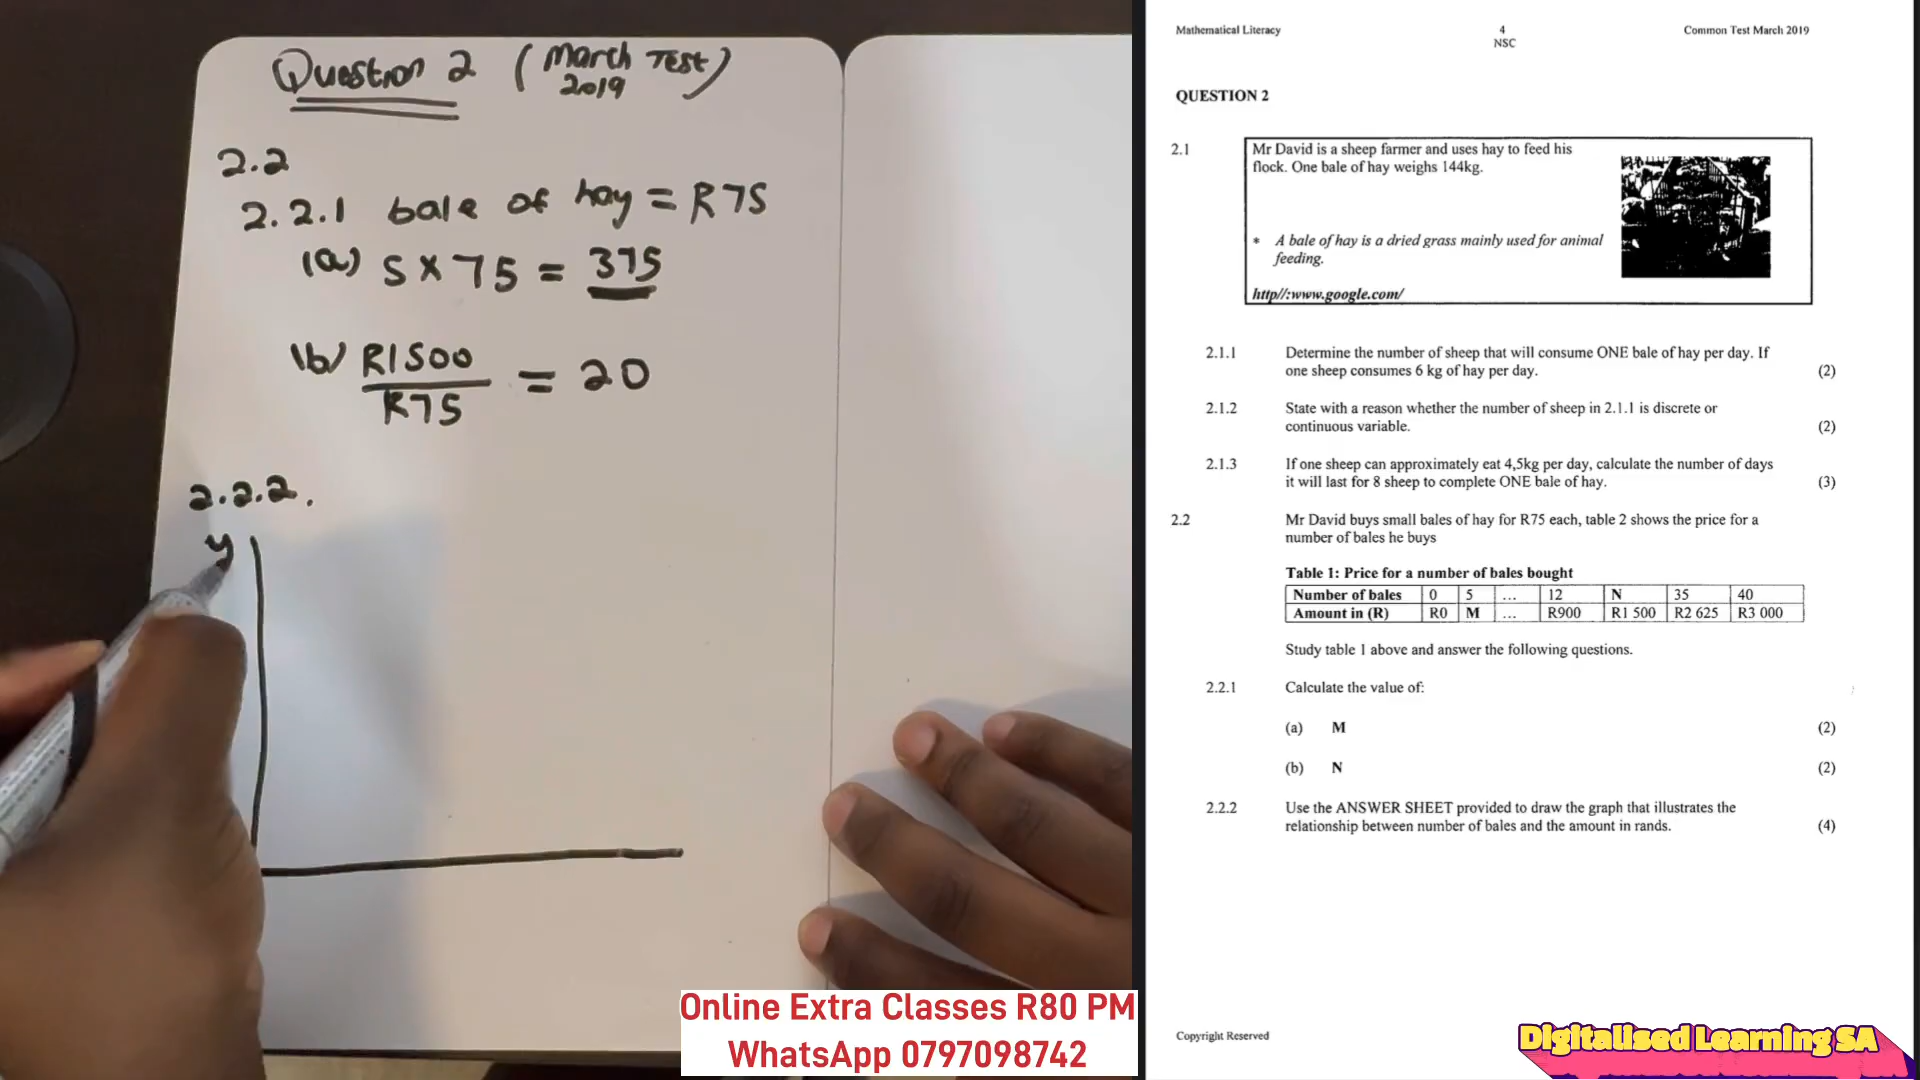 Question 2 (March Test)
2019
2.2
2.2.1 bale of hay = R75
(a) 5 x 75 = 375
(b) R1500
R75
= 20
2.2.2.
y
Mathematical Literacy
4
NSC
Common Test March 2019
QUESTION 2
2.1
Mr David is a sheep farmer and uses hay to feed his
flock. One bale of hay weighs 144kg.
* A bale of hay is a dried grass mainly used for animal
feeding.
http//:www.google.com/
2.1.1 Determine the number of sheep that will consume ONE bale of hay per day. If
one sheep consumes 6 kg of hay per day. (2)
2.1.2 State with a reason whether the number of sheep in 2.1.1 is discrete or
continuous variable. (2)
2.1.3 If one sheep can approximately eat 4,5kg per day, calculate the number of days
it will last for 8 sheep to complete ONE bale of hay. (3)
2.2 Mr David buys small bales of hay for R75 each, table 2 shows the price for a
number of bales he buys
Table 1: Price for a number of bales bought
Number of bales 0 5 ... 12 N 35 40
Amount in (R) R0 M ... R900 R1 500 R2 625 R3 000
Study table 1 above and answer the following questions.
2.2.1 Calculate the value of:
(a) M (2)
(b) N (2)
2.2.2 Use the ANSWER SHEET provided to draw the graph that illustrates the
relationship between number of bales and the amount in rands. (4)
Copyright Reserved
Online Extra Classes R80 PM
WhatsApp 0797098742
Digitalised Learning SA